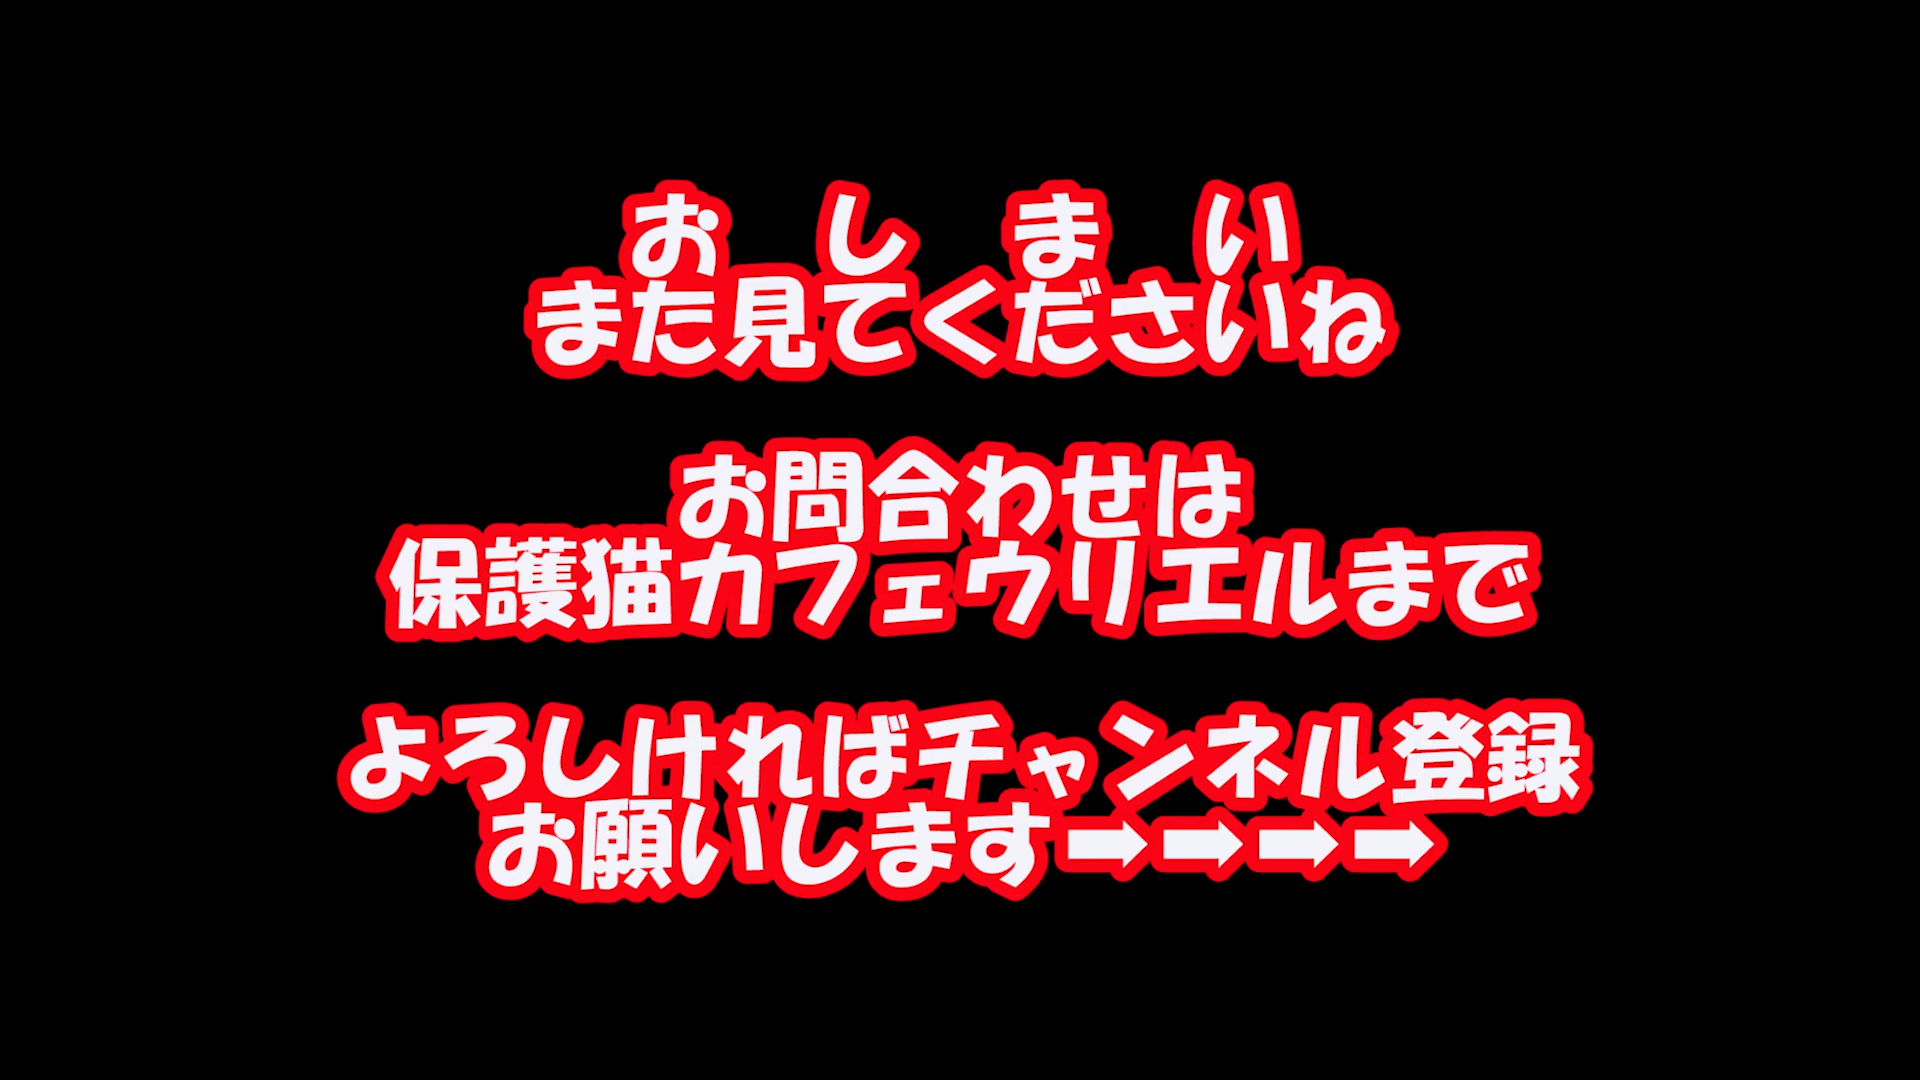 お　し　ま　い
また見てくださいね
お問合わせは
保護猫カフェウリエルまで
よろしければチャンネル登録
お願いします➡➡➡➡